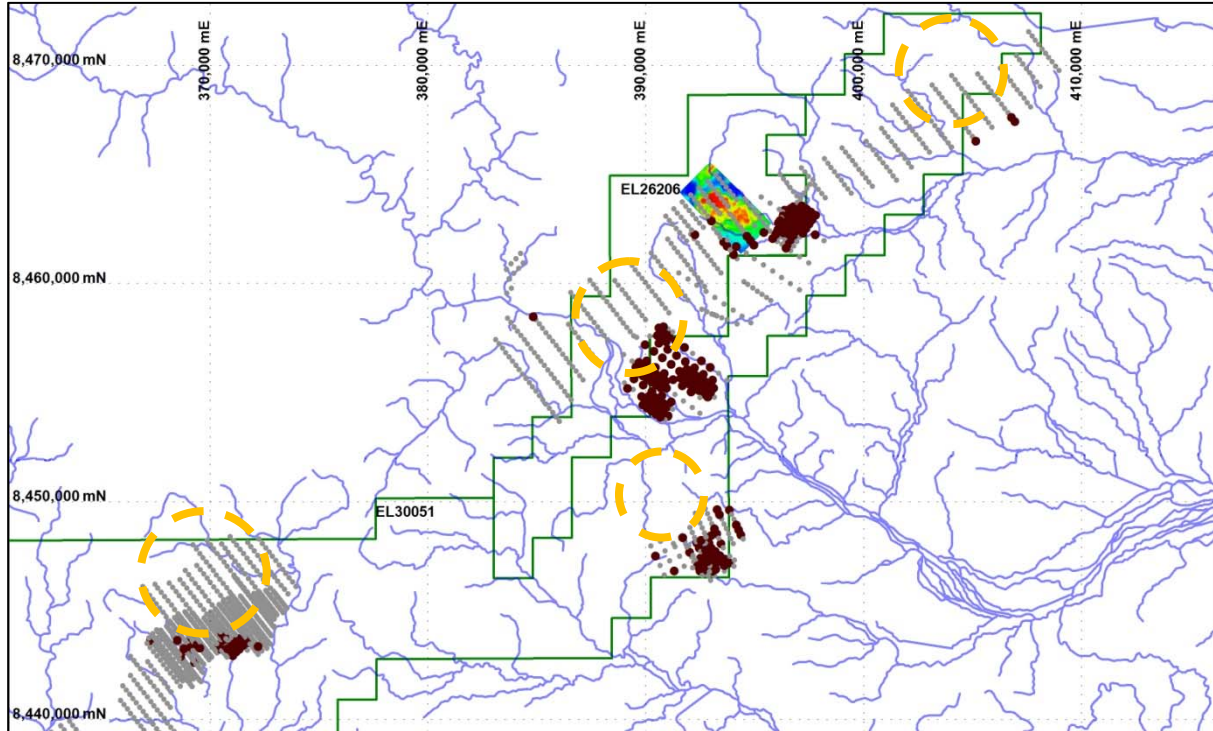 8,470,000 mN
370,000 mE
380,000 mE
390,000 mE
400,000 mE
410,000 mE
EL26206
8,460,000 mN
8,450,000 mN
EL30051
8,440,000 mN